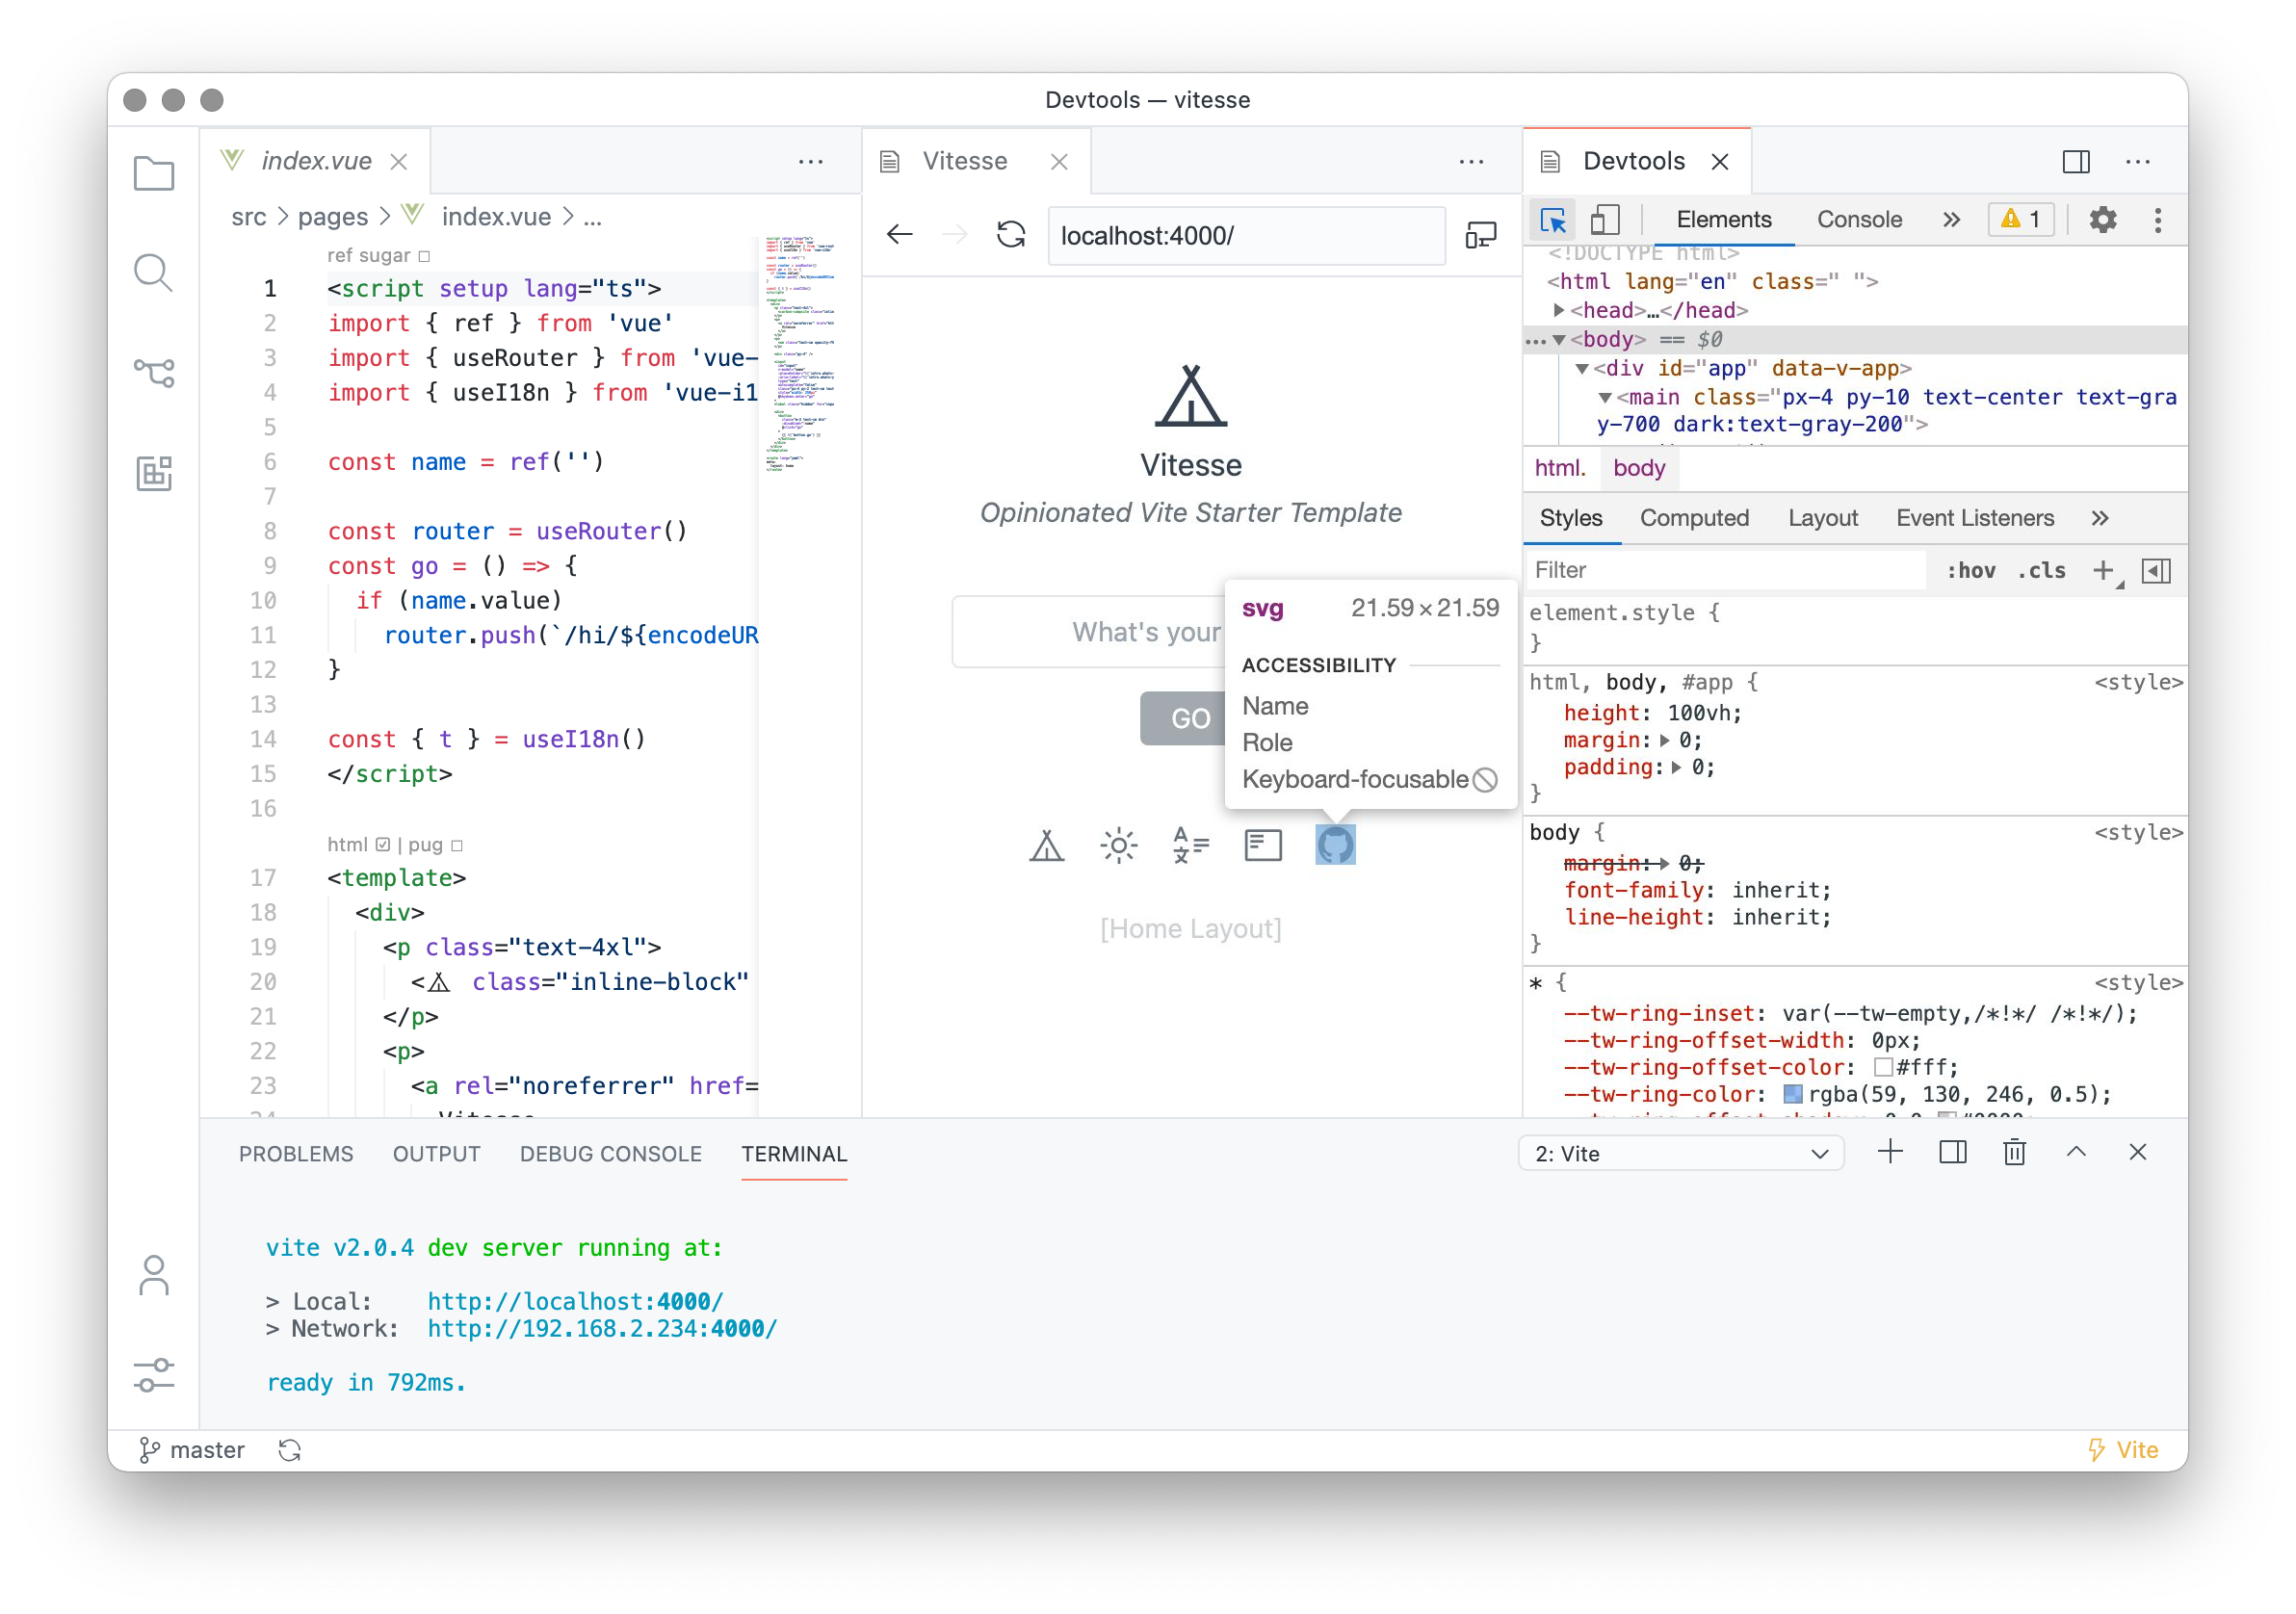 Devtools — vitesse
index.vue
src > pages > index.vue > ...
ref sugar ☐
1 <script setup lang="ts">
2 import { ref } from 'vue'
3 import { useRouter } from 'vue-
4 import { useI18n } from 'vue-i1
5
6 const name = ref('')
7
8 const router = useRouter()
9 const go = () => {
10 if (name.value)
11 router.push(`/hi/${encodeUR
12 }
13
14 const { t } = useI18n()
15 </script>
16
html ☑ | pug ☐
17 <template>
18 <div>
19 <p class="text-4xl">
20 < class="inline-block"
21 </p>
22 <p>
23 <a rel="noreferrer" href=
24 Vitesse
Vitesse
localhost:4000/
Vitesse
Opinionated Vite Starter Template
What's your
GO
svg 21.59×21.59
ACCESSIBILITY
Name
Role
Keyboard-focusable
[Home Layout]
Devtools
Elements Console » 1
<!DOCTYPE html>
<html lang="en" class=" ">
<head>…</head>
<body> == $0
<div id="app" data-v-app>
<main class="px-4 py-10 text-center text-gra
y-700 dark:text-gray-200">
html. body
Styles Computed Layout Event Listeners »
Filter :hov .cls +
element.style {
}
html, body, #app { <style>
height: 100vh;
margin: 0;
padding: 0;
}
body { <style>
margin: 0;
font-family: inherit;
line-height: inherit;
}
* { <style>
--tw-ring-inset: var(--tw-empty,/*!*/ /*!*/);
--tw-ring-offset-width: 0px;
--tw-ring-offset-color: #fff;
--tw-ring-color: rgba(59, 130, 246, 0.5);
PROBLEMS OUTPUT DEBUG CONSOLE TERMINAL
2: Vite
vite v2.0.4 dev server running at:
> Local: http://localhost:4000/
> Network: http://192.168.2.234:4000/
ready in 792ms.
master
Vite